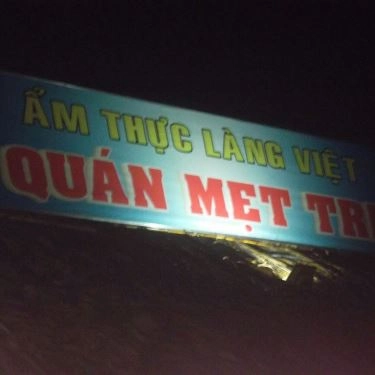 ẨM THỰC LÀNG VIỆT
QUÁN MẸT